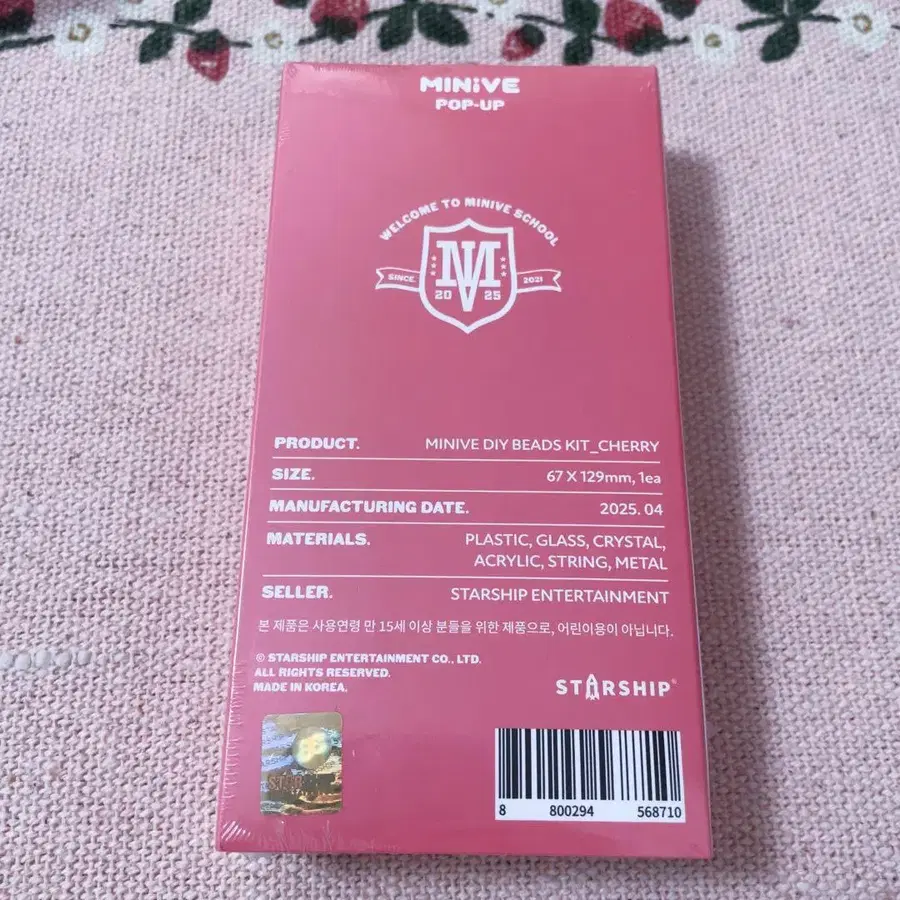 MINiVE
POP-UP
WELCOME TO MINIVE SCHOOL
SINCE. 2021
MV
20 25
PRODUCT. MINIVE DIY BEADS KIT_CHERRY
SIZE. 67 X 129mm, 1ea
MANUFACTURING DATE. 2025. 04
MATERIALS. PLASTIC, GLASS, CRYSTAL,
ACRYLIC, STRING, METAL
SELLER. STARSHIP ENTERTAINMENT
본 제품은 사용연령 만 15세 이상 분들을 위한 제품으로, 어린이용이 아닙니다.
© STARSHIP ENTERTAINMENT CO., LTD.
ALL RIGHTS RESERVED.
MADE IN KOREA.
STARSHIP®
8 800294 568710